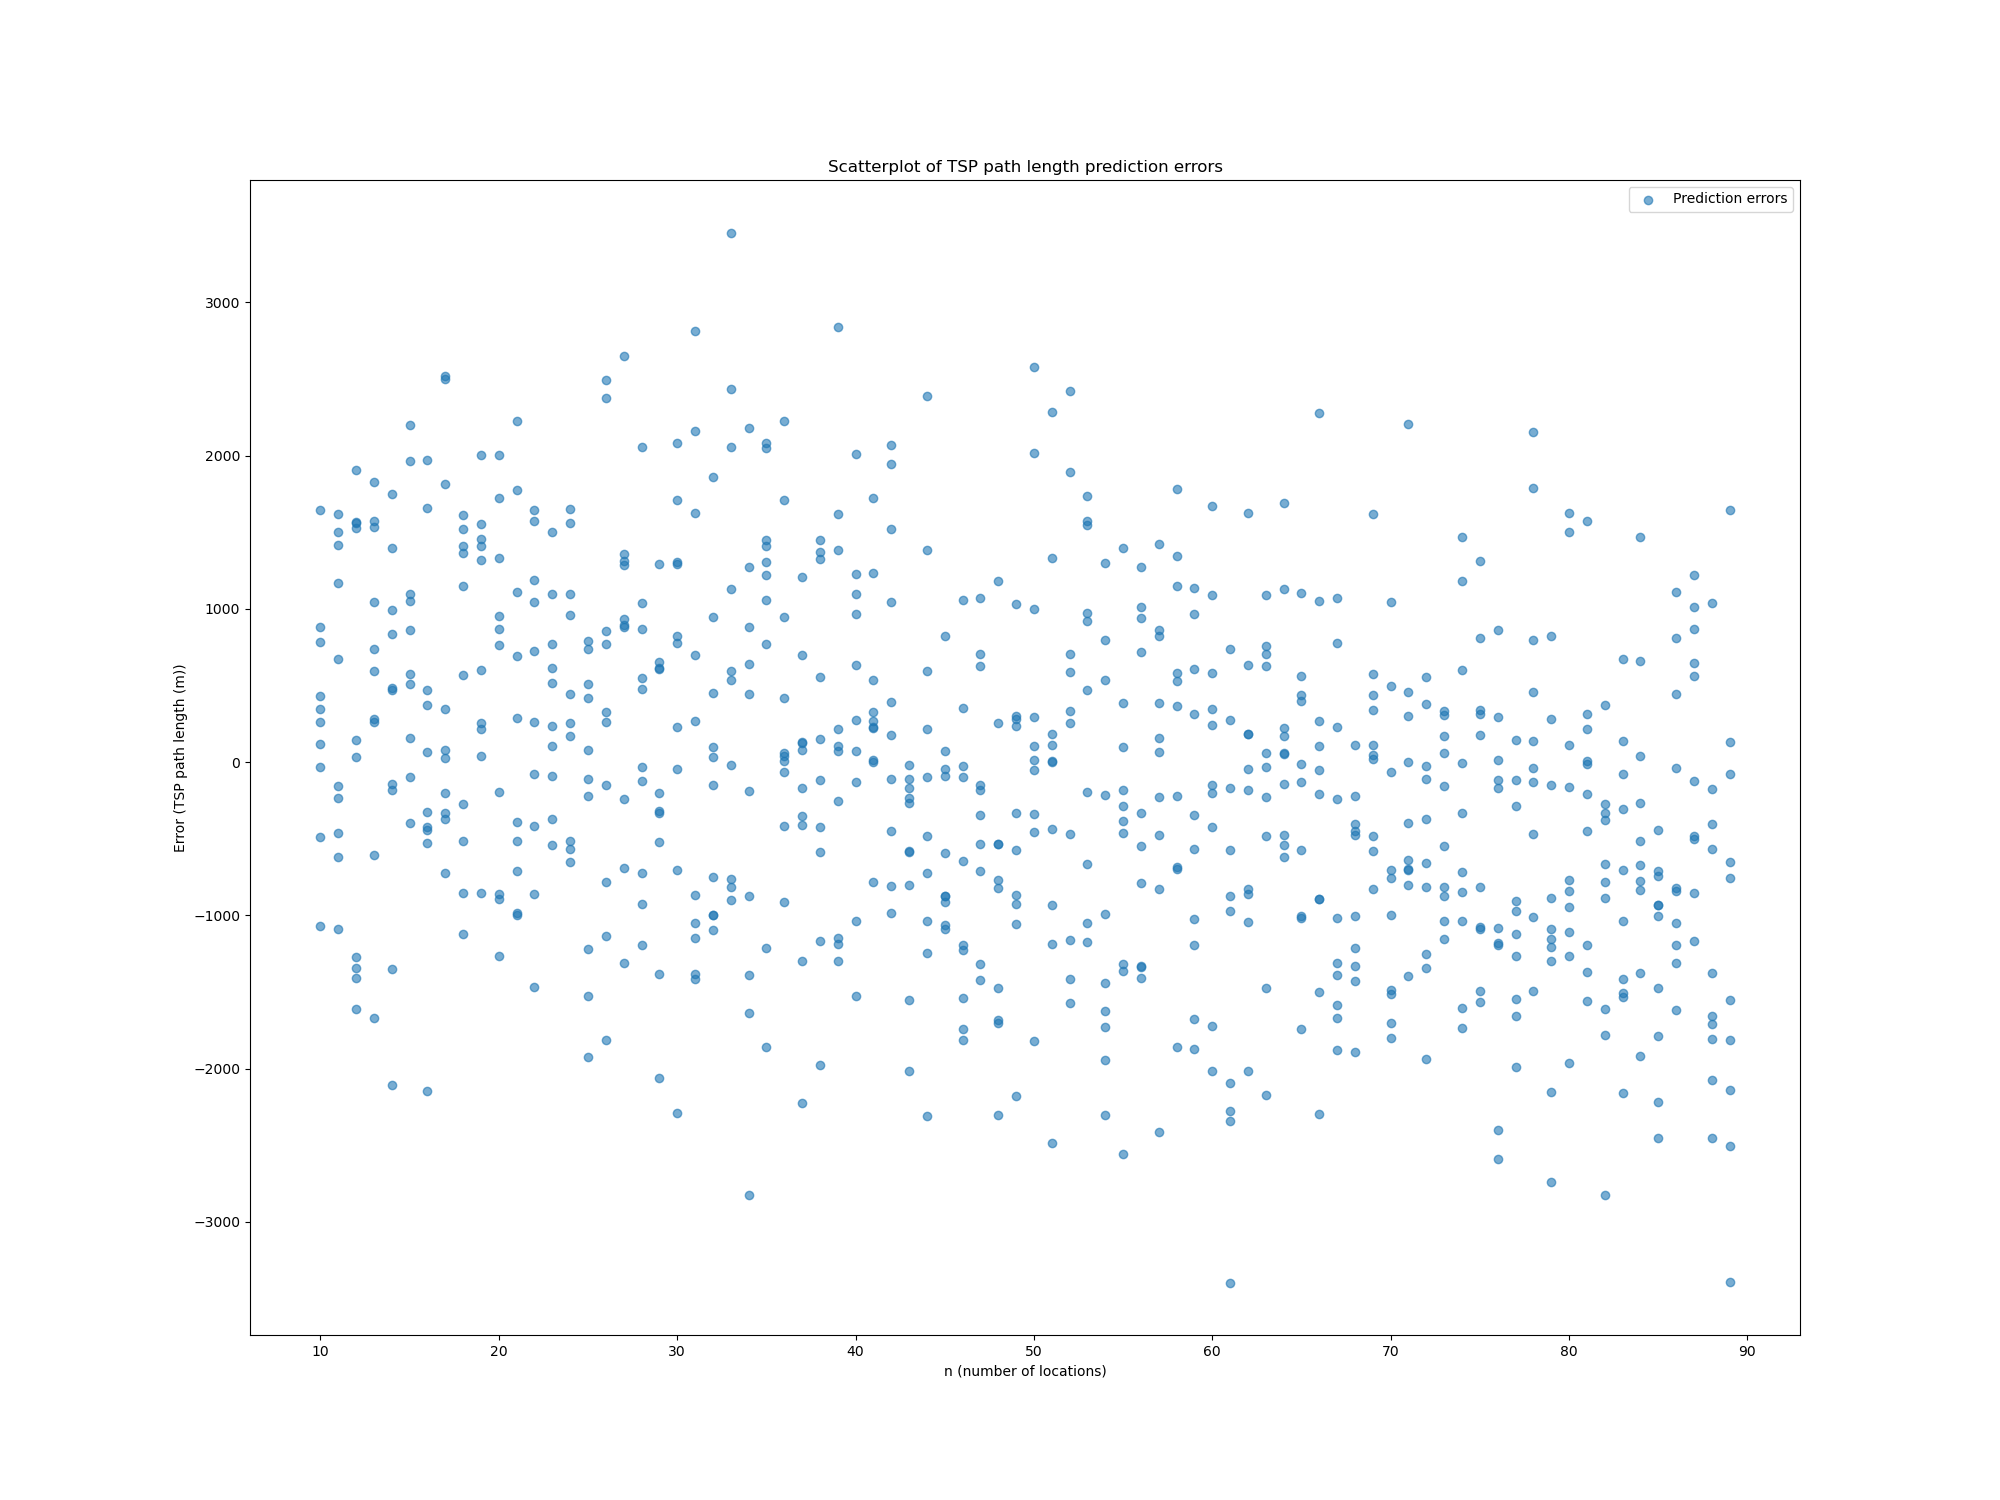 Scatterplot of TSP path length prediction errors
Prediction errors
3000
2000
1000
0
−1000
−2000
−3000
Error (TSP path length (m))
10 20 30 40 50 60 70 80 90
n (number of locations)